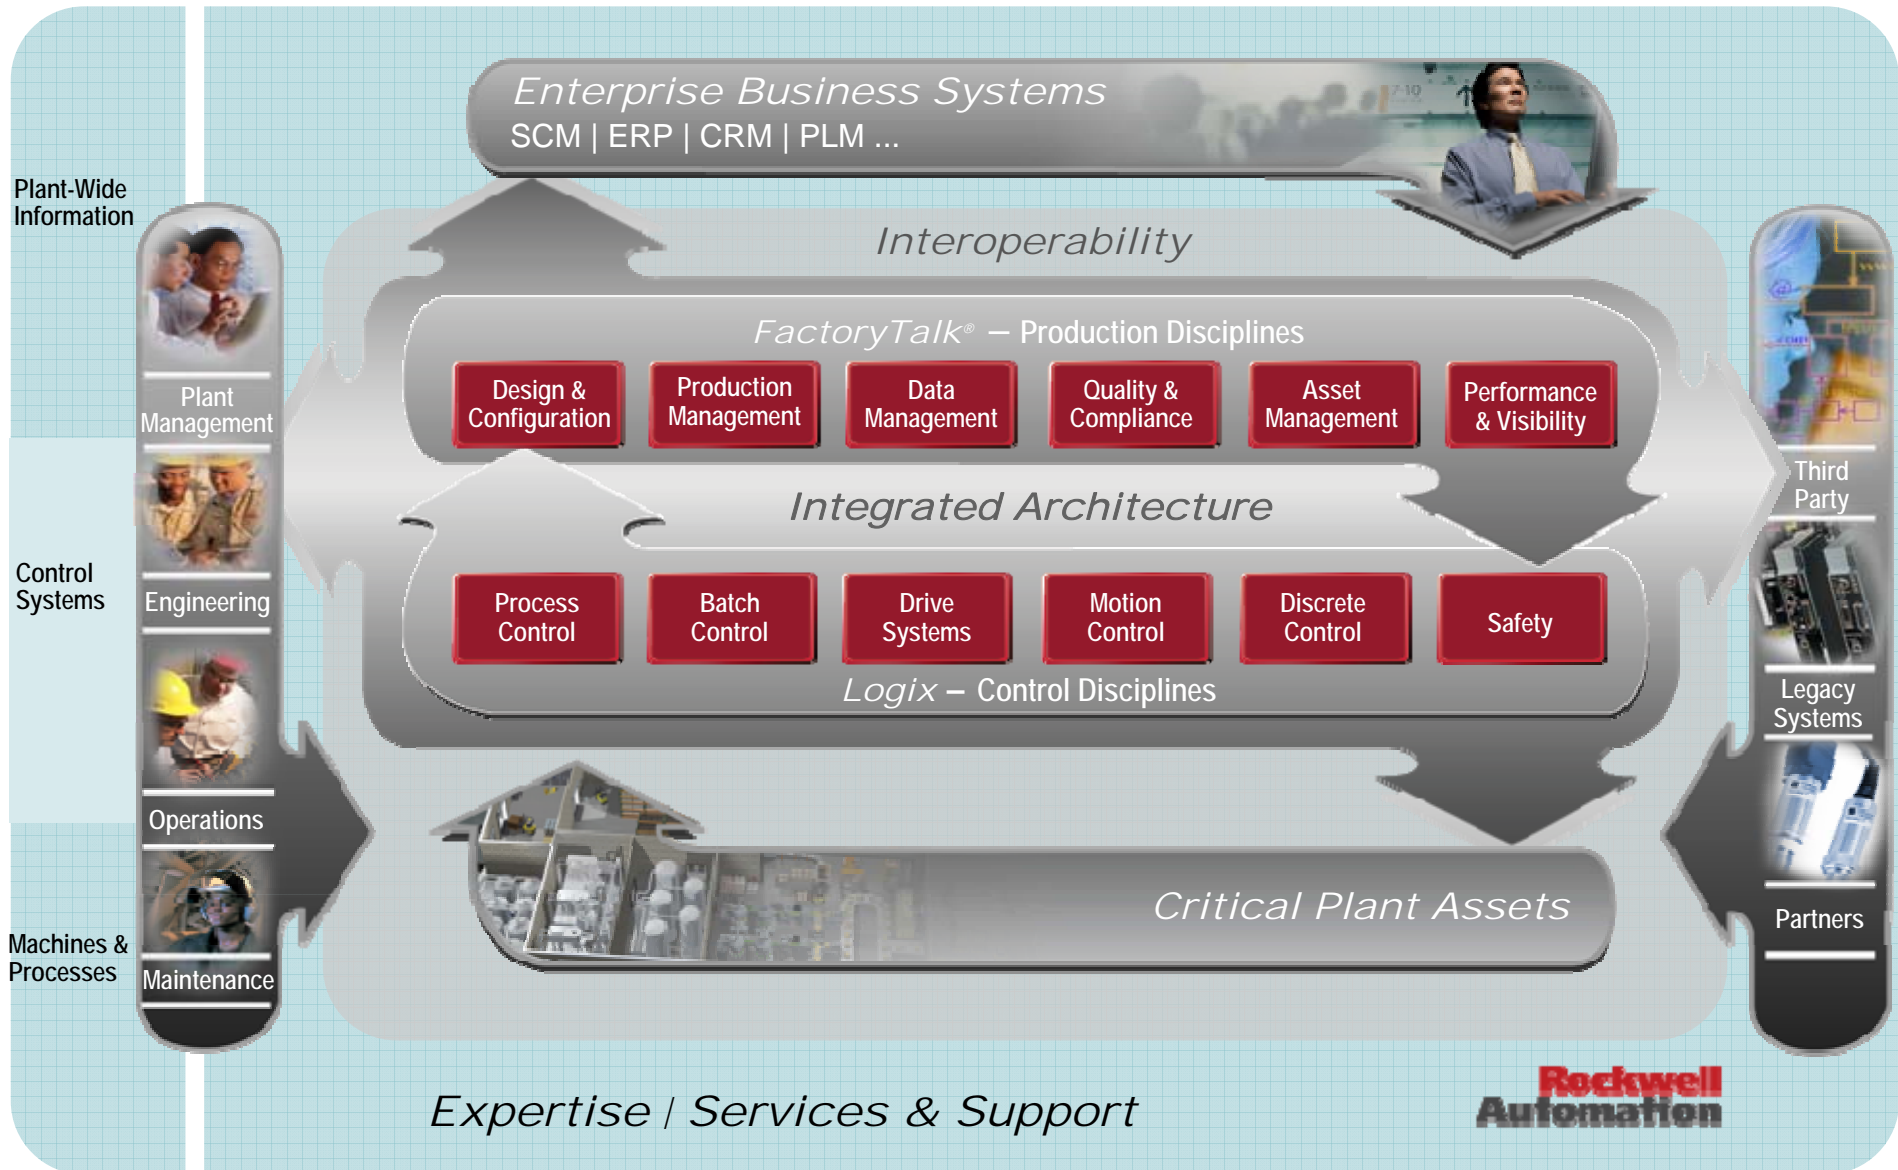 Enterprise Business Systems
SCM | ERP | CRM | PLM ...
Plant-Wide
Information
Interoperability
FactoryTalk® – Production Disciplines
Design &
Configuration
Production
Management
Data
Management
Quality &
Compliance
Asset
Management
Performance
& Visibility
Plant
Management
Third
Party
Integrated Architecture
Control
Systems
Engineering
Process
Control
Batch
Control
Drive
Systems
Motion
Control
Discrete
Control
Safety
Logix – Control Disciplines
Legacy
Systems
Operations
Critical Plant Assets
Partners
Machines &
Processes
Maintenance
Expertise / Services & Support
Rockwell
Automation
7-10